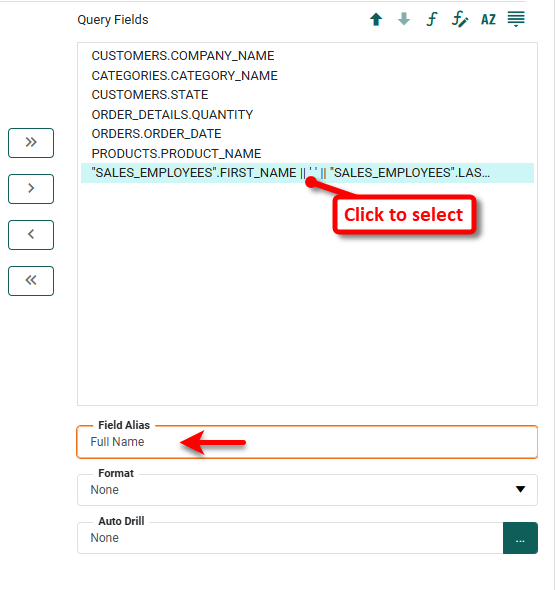 Query Fields
AZ
CUSTOMERS.COMPANY_NAME
CATEGORIES.CATEGORY_NAME
CUSTOMERS.STATE
ORDER_DETAILS.QUANTITY
ORDERS.ORDER_DATE
PRODUCTS.PRODUCT_NAME
"SALES_EMPLOYEES".FIRST_NAME || ' ' || "SALES_EMPLOYEES".LAS...
Click to select
Field Alias
Full Name
Format
None
Auto Drill
None
...